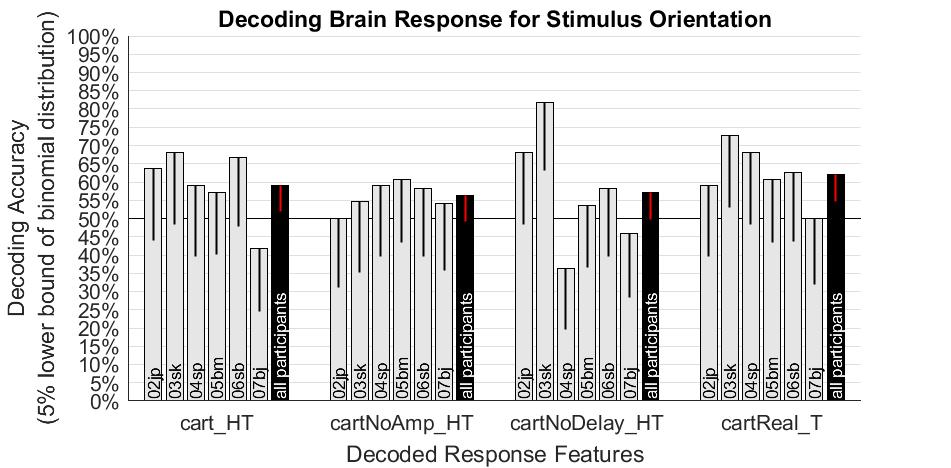 Decoding Brain Response for Stimulus Orientation
Decoding Accuracy
(5% lower bound of binomial distribution)
100%
95%
90%
85%
80%
75%
70%
65%
60%
55%
50%
45%
40%
35%
30%
25%
20%
15%
10%
5%
0%
02jp
03sk
04sp
05bm
06sb
07bj
all participants
02jp
03sk
04sp
05bm
06sb
07bj
all participants
02jp
03sk
04sp
05bm
06sb
07bj
all participants
02jp
03sk
04sp
05bm
06sb
07bj
all participants
cart_HT
cartNoAmp_HT
cartNoDelay_HT
cartReal_T
Decoded Response Features